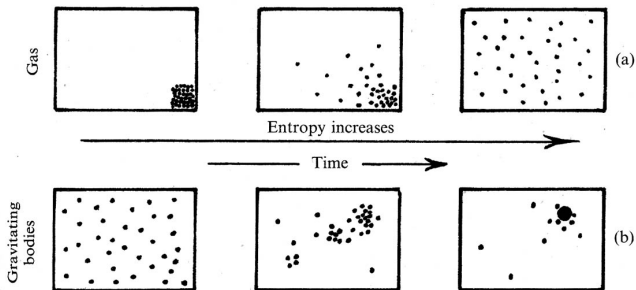 Gas
(a)
Entropy increases
Time
Gravitating
bodies
(b)